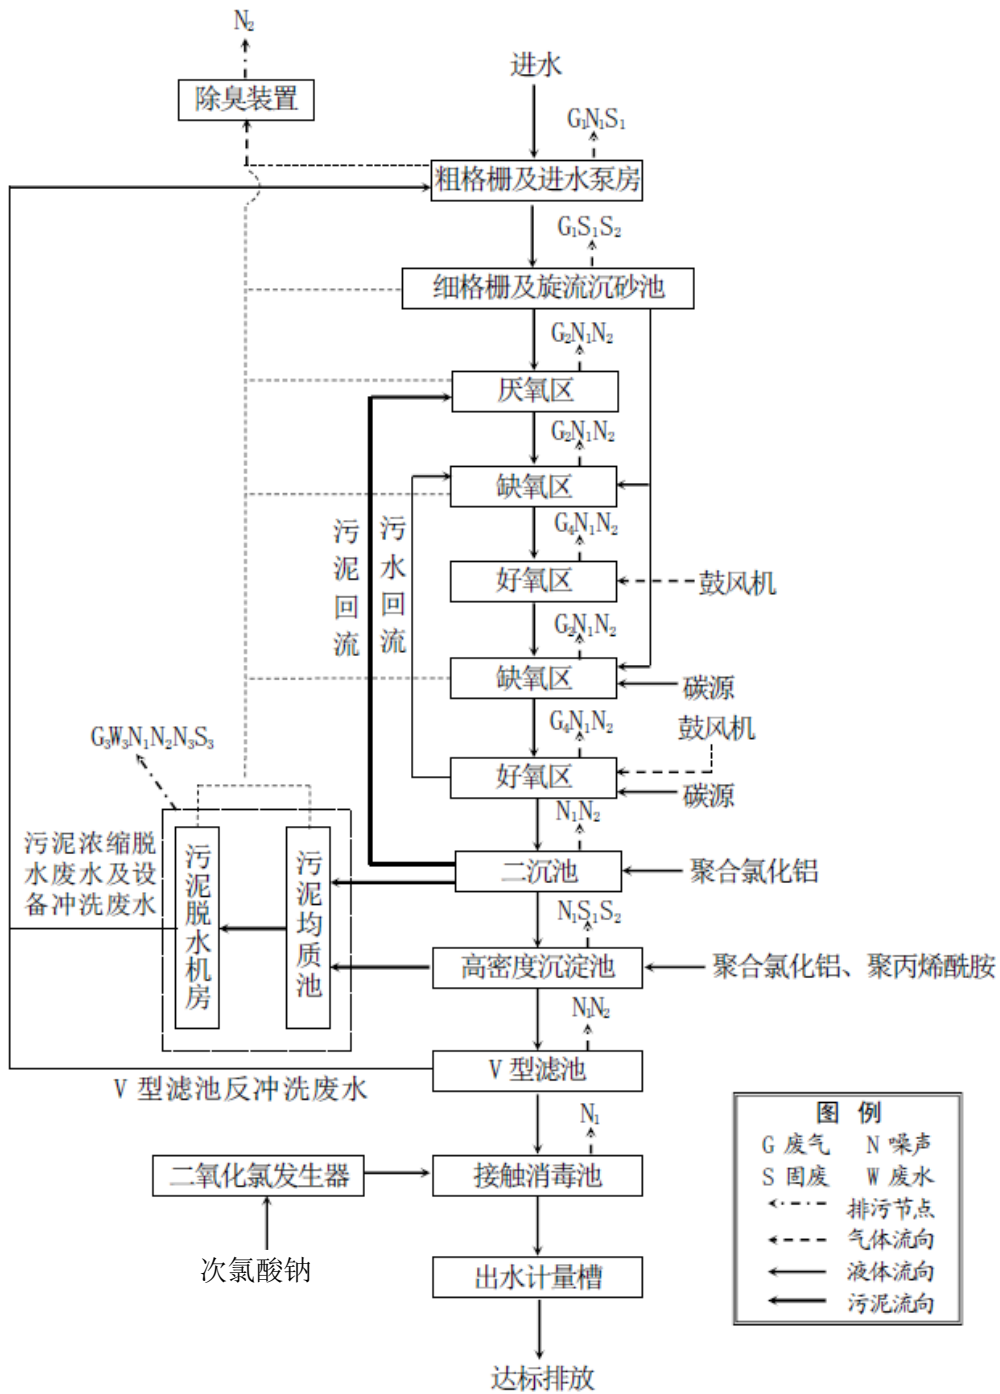 N₂
除臭装置
进水
G₁N₁S₁
粗格栅及进水泵房
G₁S₁S₂
细格栅及旋流沉砂池
G₂N₁N₂
厌氧区
G₂N₁N₂
缺氧区
污泥回流
污水回流
G₄N₁N₂
好氧区
鼓风机
G₂N₁N₂
缺氧区
碳源
G₄N₁N₂
鼓风机
好氧区
碳源
G₃W₃N₁N₂N₃S₃
N₁N₂
污泥浓缩脱
水废水及设
备冲洗废水
污泥脱水机房
污泥均质池
二沉池
聚合氯化铝
N₁S₁S₂
高密度沉淀池
聚合氯化铝、聚丙烯酰胺
N₁N₂
V 型滤池
V 型滤池反冲洗废水
N₁
二氧化氯发生器
接触消毒池
次氯酸钠
出水计量槽
达标排放
图 例
G 废气 N 噪声
S 固废 W 废水
排污节点
气体流向
液体流向
污泥流向